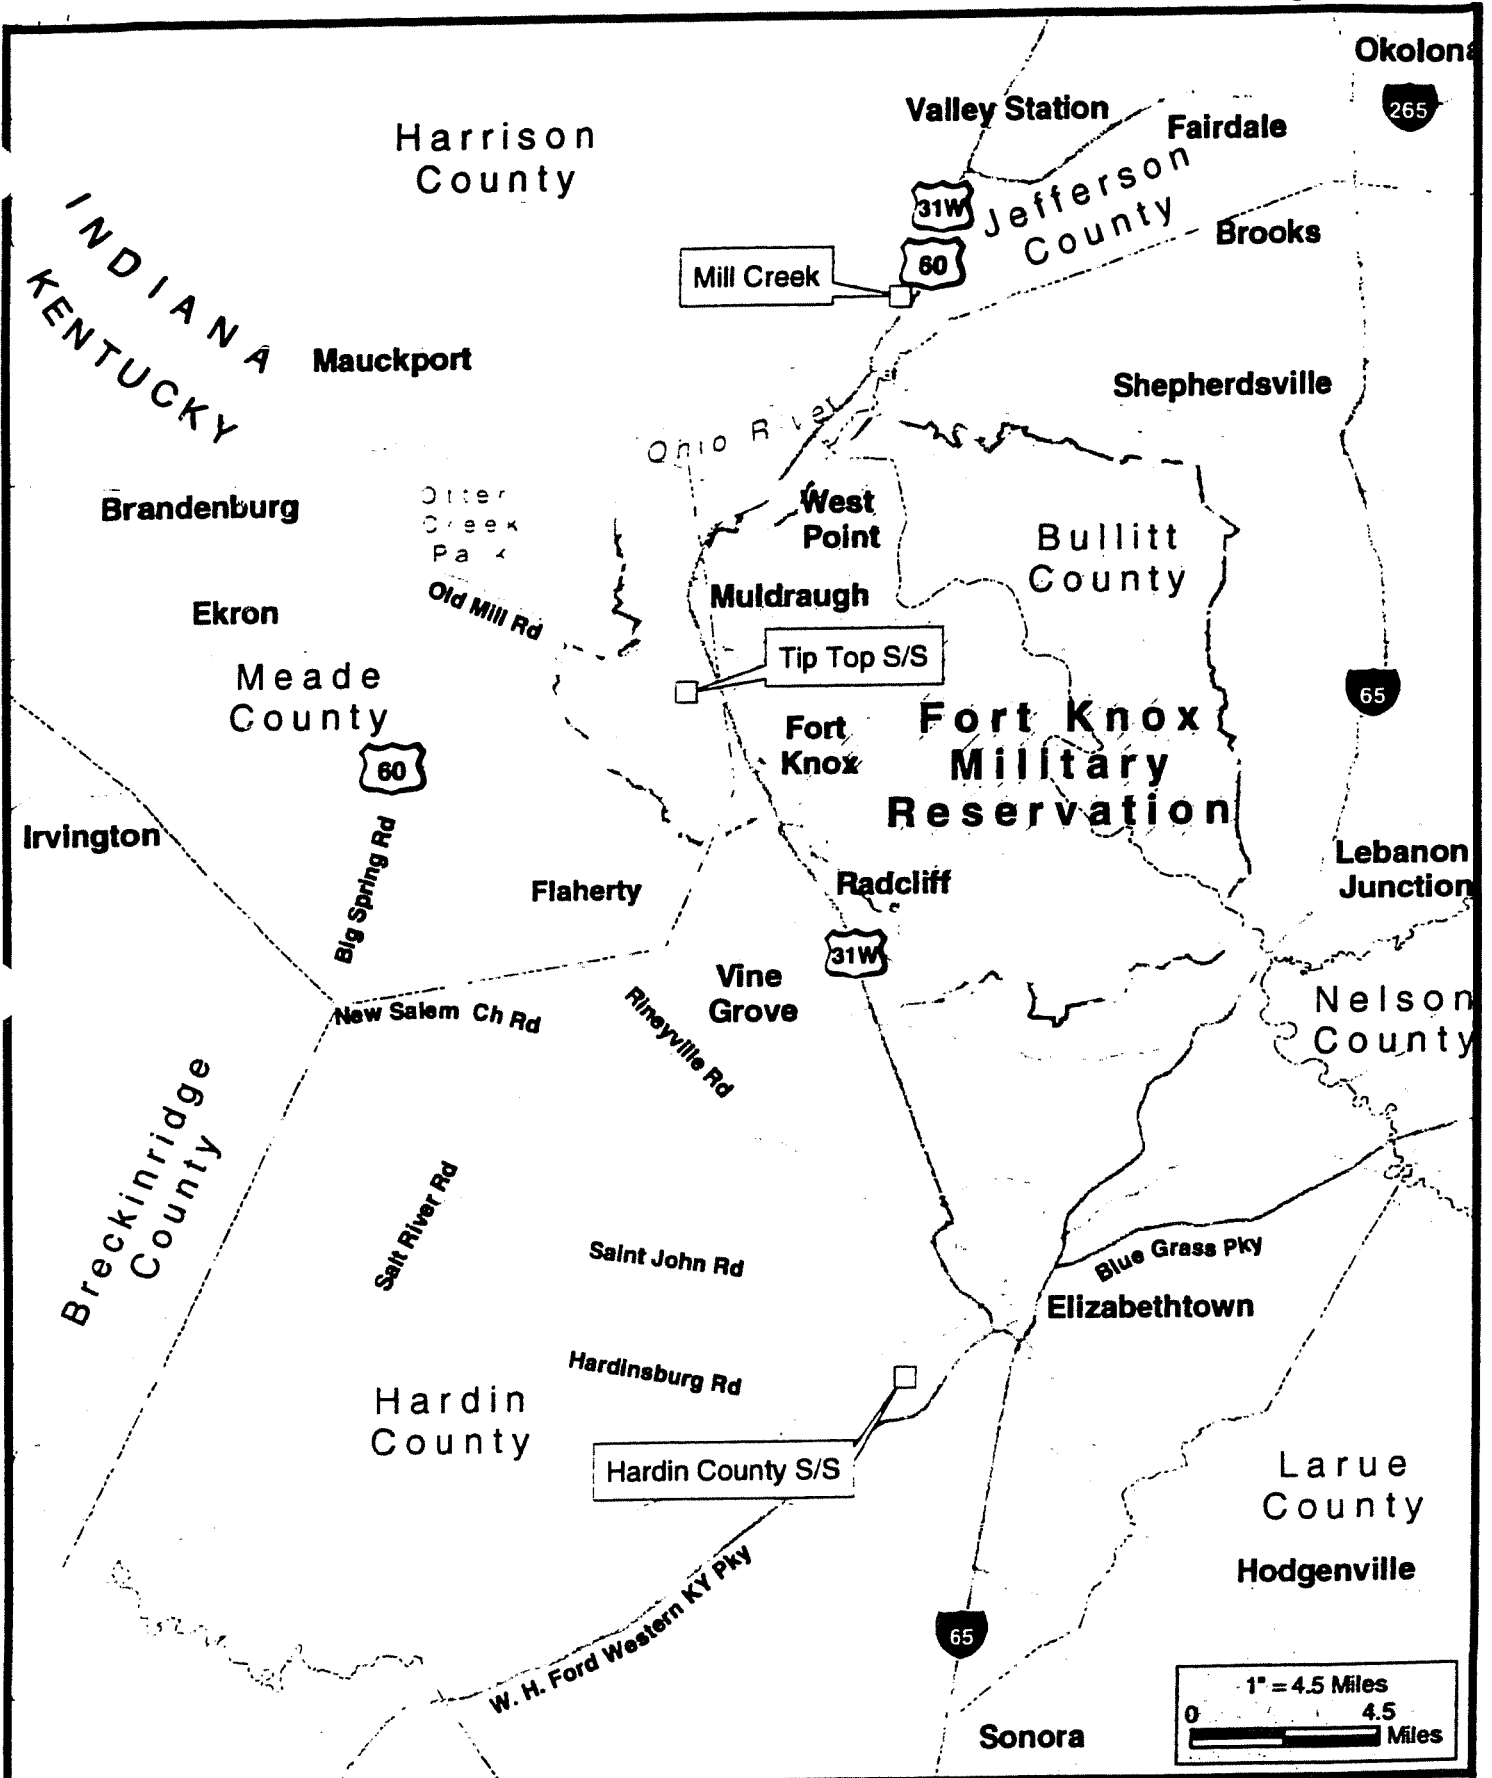 Okolona
265
Valley Station
Fairdale
Harrison
County
Jefferson
County
31W
60
Brooks
Mill Creek
INDIANA
KENTUCKY
Mauckport
Shepherdsville
Ohio River
Brandenburg
Otter
Creek
Park
West
Point
Bullitt
County
Old Mill Rd
Muldraugh
Ekron
Tip Top S/S
Meade
County
65
60
Fort
Knox
Fort Knox
Military
Reservation
Irvington
Big Spring Rd
Flaherty
Radcliff
Lebanon
Junction
31W
Vine
Grove
New Salem Ch Rd
Rineyville Rd
Nelson
County
Breckinridge
County
Salt River Rd
Saint John Rd
Blue Grass Pky
Elizabethtown
Hardinsburg Rd
Hardin
County
Hardin County S/S
Larue
County
Hodgenville
W. H. Ford Western KY Pky
65
Sonora
1" = 4.5 Miles
0 4.5
Miles